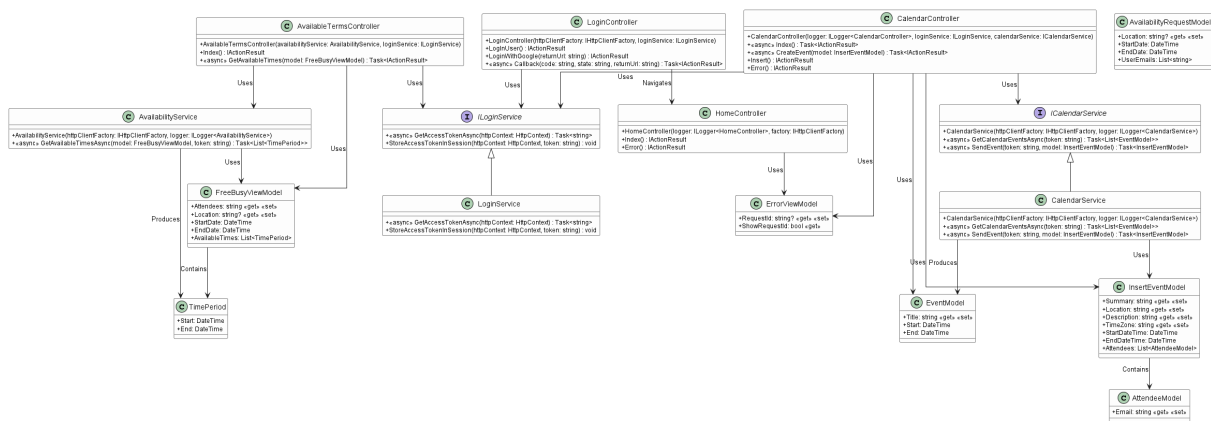 C AvailableTermsController
+AvailableTermsController(availabilityService: AvailabilityService, loginService: ILoginService)
+Index() : IActionResult
+«async» GetAvailableTimes(model: FreeBusyViewModel) : Task<IActionResult>
C LoginController
+LoginController(httpClientFactory: IHttpClientFactory, loginService: ILoginService)
+LoginUser() : IActionResult
+LoginWithGoogle(returnUrl: string) : IActionResult
+«async» Callback(code: string, state: string, returnUrl: string) : Task<IActionResult>
C CalendarController
+CalendarController(logger: ILogger<CalendarController>, loginService: ILoginService, calendarService: ICalendarService)
+«async» Index() : Task<IActionResult>
+«async» CreateEvent(model: InsertEventModel) : Task<IActionResult>
+Insert() : IActionResult
+Error() : IActionResult
C AvailabilityRequestModel
+Location: string? «get» «set»
+StartDate: DateTime
+EndDate: DateTime
+UserEmails: List<string>
Uses
Uses
Uses
Uses
Navigates
Uses
Uses
Uses
Uses
C AvailabilityService
+AvailabilityService(httpClientFactory: IHttpClientFactory, logger: ILogger<AvailabilityService>)
+«async» GetAvailableTimesAsync(model: FreeBusyViewModel, token: string) : Task<List<TimePeriod>>
I ILoginService
+«async» GetAccessTokenAsync(httpContext: HttpContext) : Task<string>
+StoreAccessTokenInSession(httpContext: HttpContext, token: string) : void
C HomeController
+HomeController(logger: ILogger<HomeController>, factory: IHttpClientFactory)
+Index() : IActionResult
+Error() : IActionResult
I ICalendarService
+CalendarService(httpClientFactory: IHttpClientFactory, logger: ILogger<CalendarService>)
+«async» GetCalendarEventsAsync(token: string) : Task<List<EventModel>>
+«async» SendEvent(token: string, model: InsertEventModel) : Task<InsertEventModel>
Uses
Uses
Produces
C FreeBusyViewModel
+Attendees: string «get» «set»
+Location: string? «get» «set»
+StartDate: DateTime
+EndDate: DateTime
+AvailableTimes: List<TimePeriod>
C LoginService
+«async» GetAccessTokenAsync(httpContext: HttpContext) : Task<string>
+StoreAccessTokenInSession(httpContext: HttpContext, token: string) : void
C ErrorViewModel
+RequestId: string? «get» «set»
+ShowRequestId: bool «get»
C CalendarService
+CalendarService(httpClientFactory: IHttpClientFactory, logger: ILogger<CalendarService>)
+«async» GetCalendarEventsAsync(token: string) : Task<List<EventModel>>
+«async» SendEvent(token: string, model: InsertEventModel) : Task<InsertEventModel>
Contains
Uses
Produces
Uses
C TimePeriod
+Start: DateTime
+End: DateTime
C EventModel
+Title: string «get» «set»
+Start: DateTime
+End: DateTime
C InsertEventModel
+Summary: string «get» «set»
+Location: string «get» «set»
+Description: string «get» «set»
+TimeZone: string «get» «set»
+StartDateTime: DateTime
+EndDateTime: DateTime
+Attendees: List<AttendeeModel>
Contains
C AttendeeModel
+Email: string «get» «set»